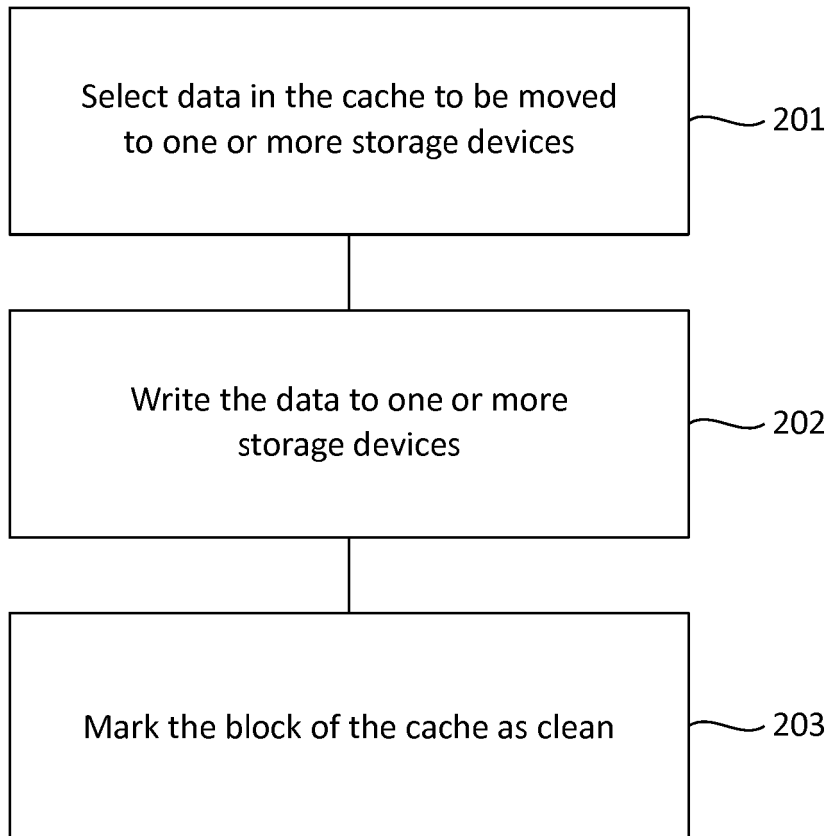 Select data in the cache to be moved
to one or more storage devices
201
Write the data to one or more
storage devices
202
Mark the block of the cache as clean
203